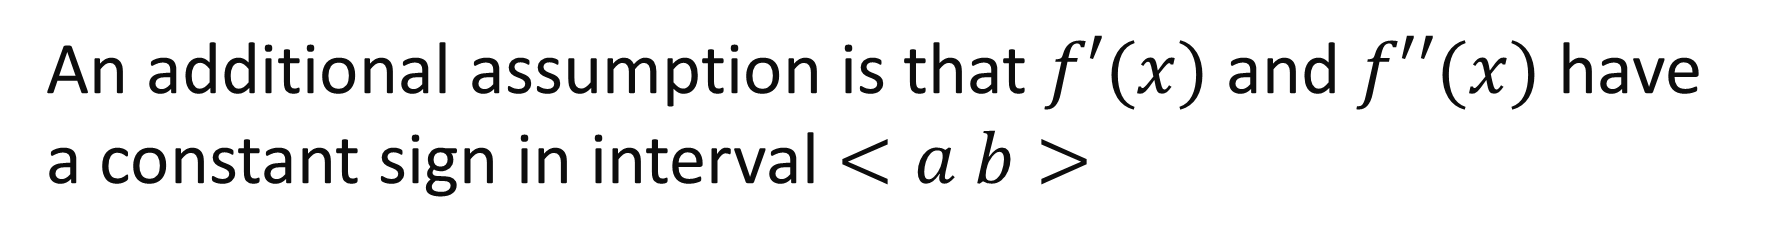 An additional assumption is that f′(x) and f′′(x) have
a constant sign in interval < a b >